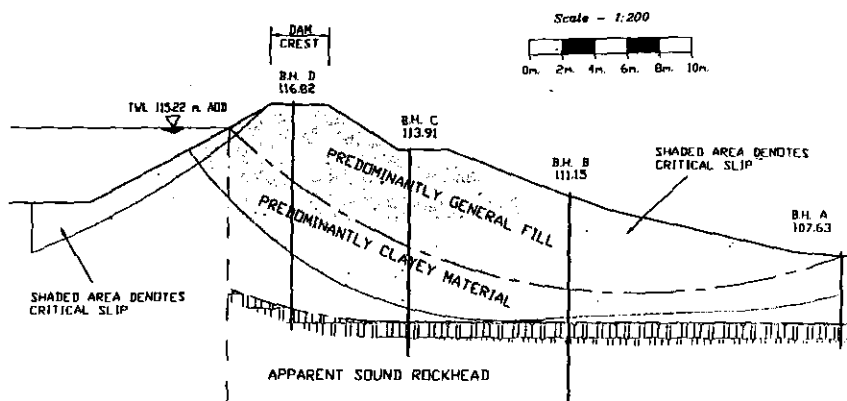 Scale - 1:200
0m. 2m. 4m. 6m. 8m. 10m.
DAM
CREST
B.H. D
116.82
TWL 115.22 m. AOD
B.H. C
113.91
B.H. B
111.15
SHADED AREA DENOTES
CRITICAL SLIP
B.H. A
107.63
PREDOMINANTLY GENERAL FILL
PREDOMINANTLY CLAYEY MATERIAL
SHADED AREA DENOTES
CRITICAL SLIP
APPARENT SOUND ROCKHEAD